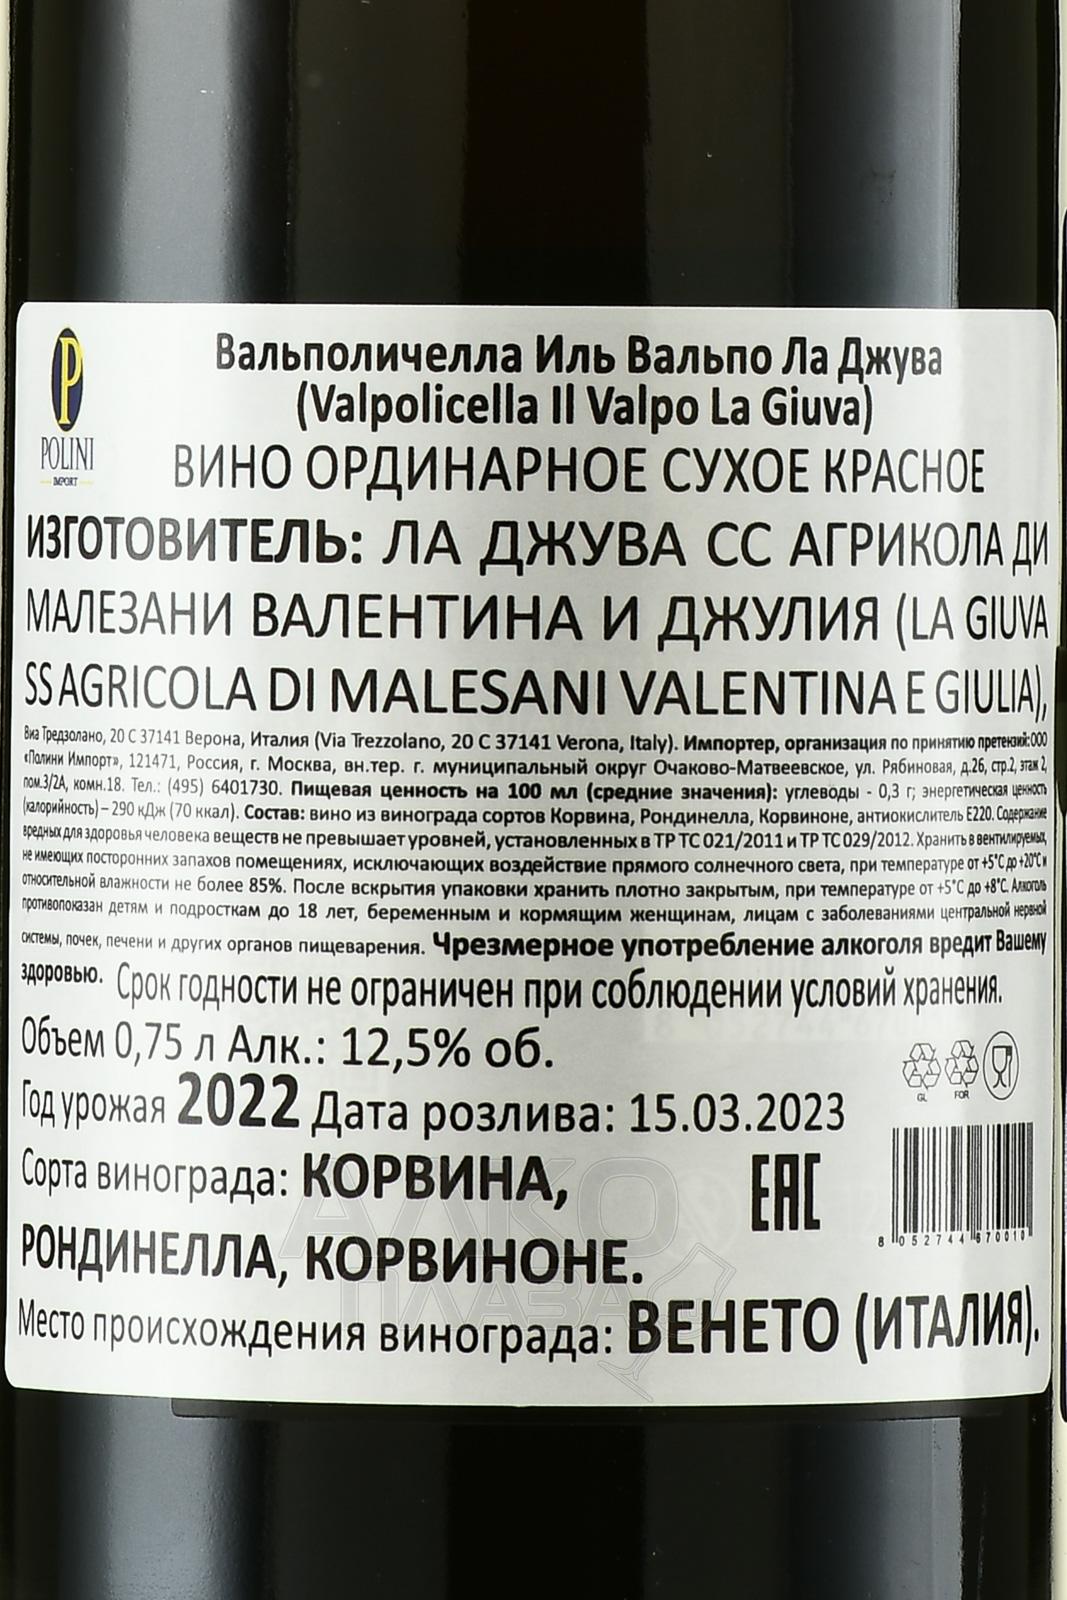 POLINI
IMPORT
Вальполичелла Иль Вальпо Ла Джува
(Valpolicella Il Valpo La Giuva)
ВИНО ОРДИНАРНОЕ СУХОЕ КРАСНОЕ
ИЗГОТОВИТЕЛЬ: ЛА ДЖУВА СС АГРИКОЛА ДИ
МАЛЕЗАНИ ВАЛЕНТИНА И ДЖУЛИЯ (LA GIUVA
SS AGRICOLA DI MALESANI VALENTINA E GIULIA),
Виа Тредзолано, 20 С 37141 Верона, Италия (Via Trezzolano, 20 C 37141 Verona, Italy). Импортер, организация по принятию претензий: ООО
«Полини Импорт», 121471, Россия, г. Москва, вн.тер. г. муниципальный округ Очаково-Матвеевское, ул. Рябиновая, д.26, стр.2, этаж 2,
пом.3/2А, комн.18. Тел.: (495) 6401730. Пищевая ценность на 100 мл (средние значения): углеводы - 0,3 г; энергетическая ценность
(калорийность) – 290 кДж (70 ккал). Состав: вино из винограда сортов Корвина, Рондинелла, Корвиноне, антиокислитель Е220. Содержание
вредных для здоровья человека веществ не превышает уровней, установленных в ТР ТС 021/2011 и ТР ТС 029/2012. Хранить в вентилируемых,
не имеющих посторонних запахов помещениях, исключающих воздействие прямого солнечного света, при температуре от +5°С до +20°С и
относительной влажности не более 85%. После вскрытия упаковки хранить плотно закрытым, при температуре от +5°С до +8°С. Алкоголь
противопоказан детям и подросткам до 18 лет, беременным и кормящим женщинам, лицам с заболеваниями центральной нервной
системы, почек, печени и других органов пищеварения. Чрезмерное употребление алкоголя вредит Вашему
здоровью. Срок годности не ограничен при соблюдении условий хранения.
Объем 0,75 л Алк.: 12,5% об.
GL FOR
Год урожая 2022 Дата розлива: 15.03.2023
Сорта винограда: КОРВИНА,
EAC
8 052744 670010
РОНДИНЕЛЛА, КОРВИНОНЕ.
Место происхождения винограда: ВЕНЕТО (ИТАЛИЯ).
АЛКО
ПЛАЗА